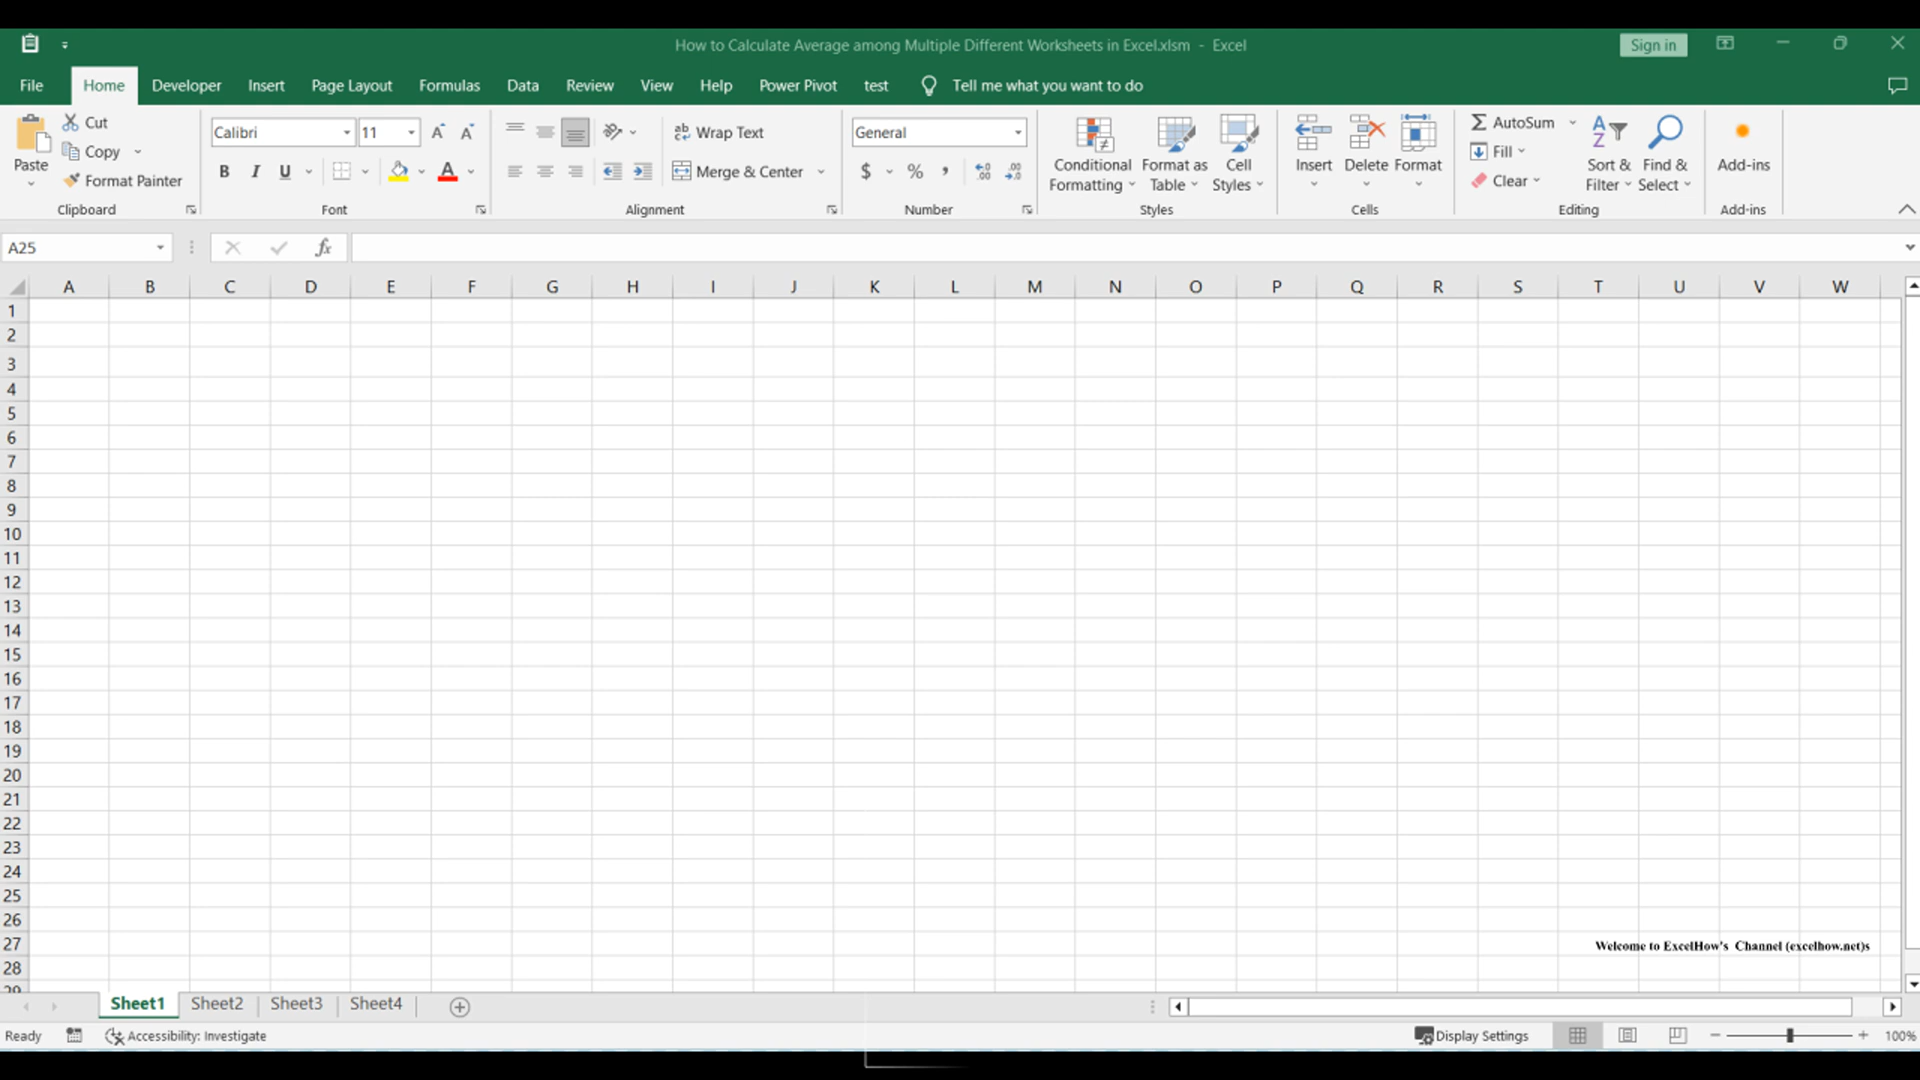 How to Calculate Average among Multiple Different Worksheets in Excel.xlsm - Excel
Sign in
File Home Developer Insert Page Layout Formulas Data Review View Help Power Pivot test Tell me what you want to do
Paste
Cut
Copy
Format Painter
Clipboard
Calibri 11
B I U A
Font
Wrap Text
Merge & Center
Alignment
General
$ % ,
Number
Conditional Formatting
Format as Table
Cell Styles
Styles
Insert Delete Format
Cells
AutoSum
Fill
Clear
Sort & Filter
Find & Select
Editing
Add-ins
Add-ins
A25 fx
A B C D E F G H I J K L M N O P Q R S T U V W
1
2
3
4
5
6
7
8
9
10
11
12
13
14
15
16
17
18
19
20
21
22
23
24
25
26
27
Welcome to ExcelHow's Channel (excelhow.net)s
28
29
Sheet1 Sheet2 Sheet3 Sheet4
Ready Accessibility: Investigate Display Settings 100%